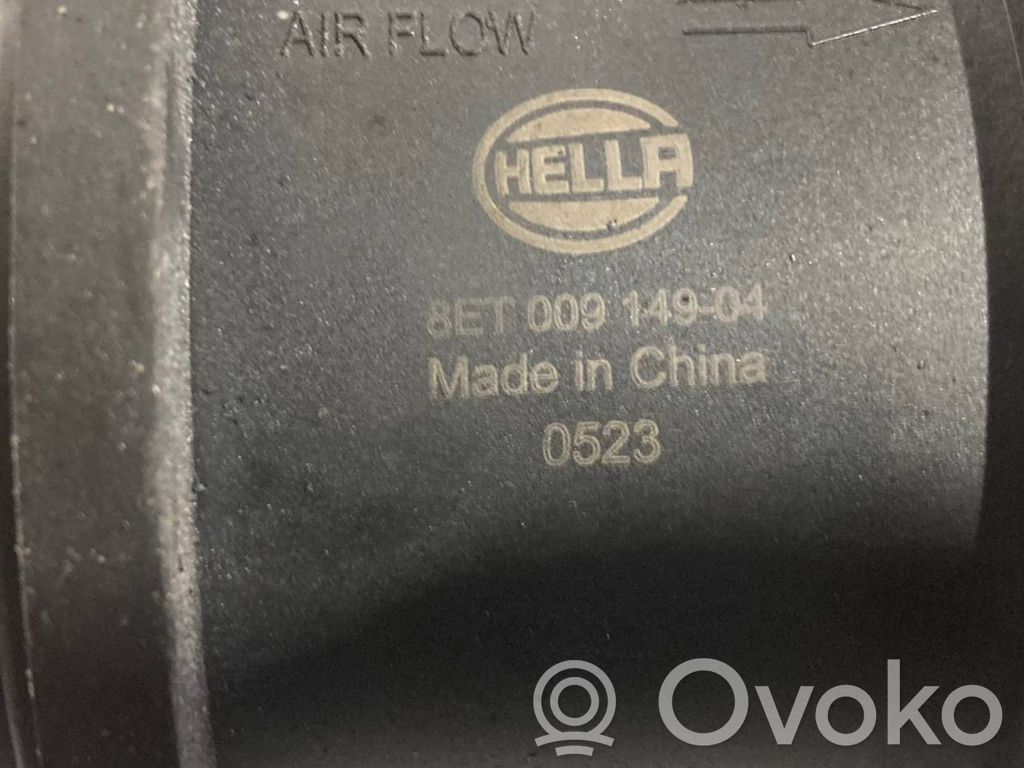 AIR FLOW
HELLA
8ET 009 149-04
Made in China
0523
Ovoko